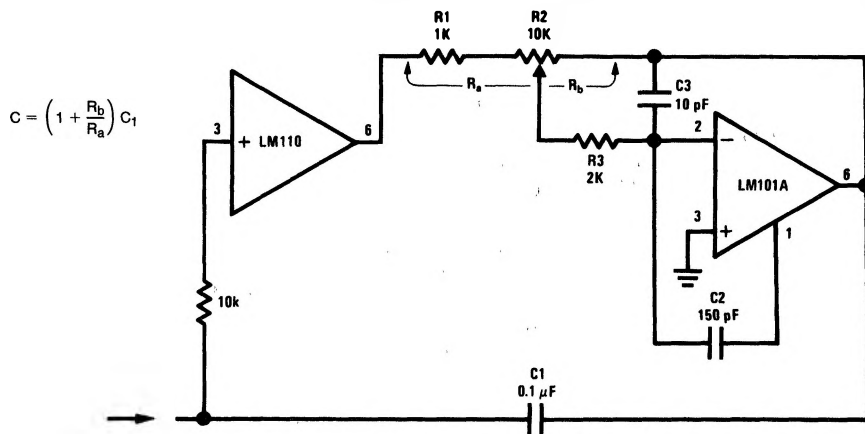 R1
1K
R2
10K
Ra
Rb
C = (1 + Rb/Ra) C1
3
+
LM110
6
C3
10 pF
R3
2K
2
−
LM101A
6
3
+
1
10k
C2
150 pF
C1
0.1 μF